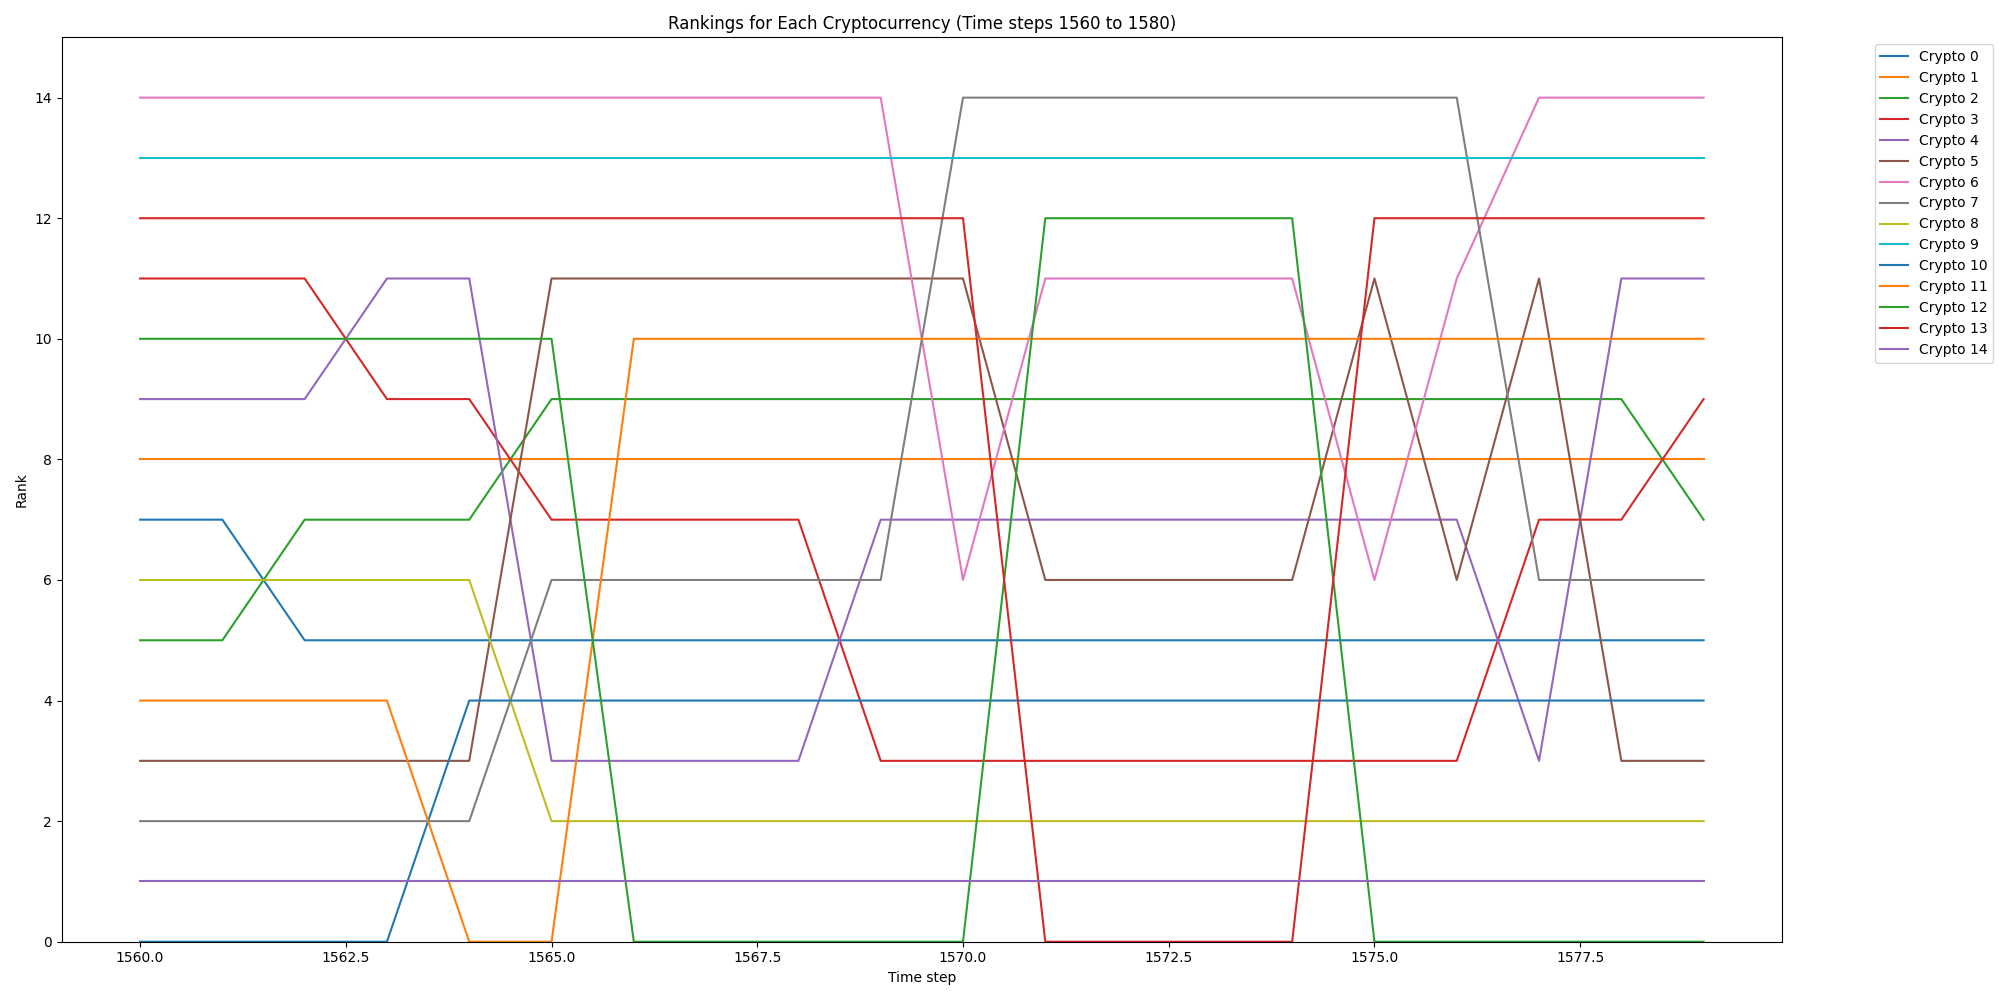 Rankings for Each Cryptocurrency (Time steps 1560 to 1580)
Rank
14
12
10
8
6
4
2
0
1560.0
1562.5
1565.0
1567.5
1570.0
1572.5
1575.0
1577.5
Time step
Crypto 0
Crypto 1
Crypto 2
Crypto 3
Crypto 4
Crypto 5
Crypto 6
Crypto 7
Crypto 8
Crypto 9
Crypto 10
Crypto 11
Crypto 12
Crypto 13
Crypto 14